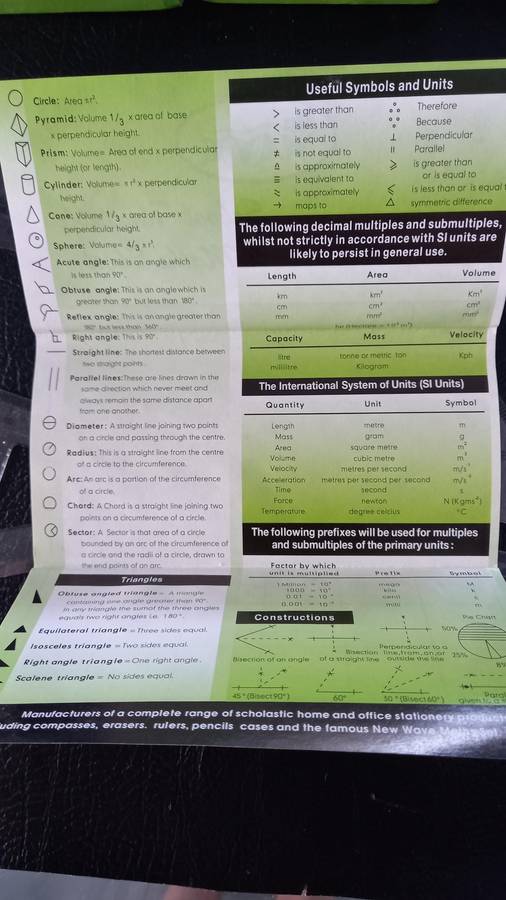 Circle: Area πr².
Pyramid: Volume 1/3 x area of base
x perpendicular height.
Prism: Volume= Area of end x perpendicular
height (or length).
Cylinder: Volume= πr² x perpendicular
height.
Cone: Volume 1/3 x area of base x
perpendicular height.
Sphere: Volume= 4/3 πr³.
Acute angle: This is an angle which
is less than 90°.
Obtuse angle: This is an angle which is
greater than 90° but less than 180°.
Reflex angle: This is an angle greater than
180° but less than 360°.
Right angle: This is 90°.
Straight line: The shortest distance between
two straight points.
Parallel lines: These are lines drawn in the
same direction which never meet and
always remain the same distance apart
from one another.
Diameter: A straight line joining two points
on a circle and passing through the centre.
Radius: This is a straight line from the centre
of a circle to the circumference.
Arc: An arc is a portion of the circumference
of a circle.
Chord: A Chord is a straight line joining two
points on a circumference of a circle.
Sector: A Sector is that area of a circle
bounded by an arc of the circumference of
a circle and the radii of a circle, drawn to
the end points of an arc.
Triangles
Obtuse angled triangle= A triangle
containing one angle greater than 90°.
In any triangle the sum of the three angles
equals two right angles i.e. 180°.
Equilateral triangle = Three sides equal.
Isosceles triangle = Two sides equal.
Right angle triangle = One right angle.
Scalene triangle = No sides equal.
Useful Symbols and Units
> is greater than ∴ Therefore
< is less than Because
= is equal to ⊥ Perpendicular
≠ is not equal to || Parallel
≙ is approximately ⩾ is greater than
≡ is equivalent to or is equal to
≈ is approximately ⩽ is less than or is equal t
→ maps to △ symmetric difference
The following decimal multiples and submultiples,
whilst not strictly in accordance with SI units are
likely to persist in general use.
Length Area Volume
km km² Km³
cm cm² cm³
mm mm² mm³
Capacity Mass Velocity
litre tonne or metric ton Kph
millilitre Kilogram
The International System of Units (SI Units)
Quantity Unit Symbol
Length metre m
Mass gram g
Area square metre m²
Volume cubic metre m³
Velocity metres per second m/s
Acceleration metres per second per second m/s
Time second s
Force newton N (Kgms²)
Temperature degree celcius °C
The following prefixes will be used for multiples
and submultiples of the primary units:
Factor by which
unit is multiplied Prefix Symbol
1 Million = 10⁶ mega M
1000 = 10³ kilo k
0.01 = 10 centi c
0.001 = 10 milli m
Constructions
Pie Chart
50%
25%
8%
Bisection of an angle
Bisection
of a straight line
Perpendicular to a
line, from, on, or
outside the line
45° (Bisect 90°) 60° 30° (Bisect 60°)
Paral
given to a
Manufacturers of a complete range of scholastic home and office stationery products
uding compasses, erasers. rulers, pencils cases and the famous New Wave